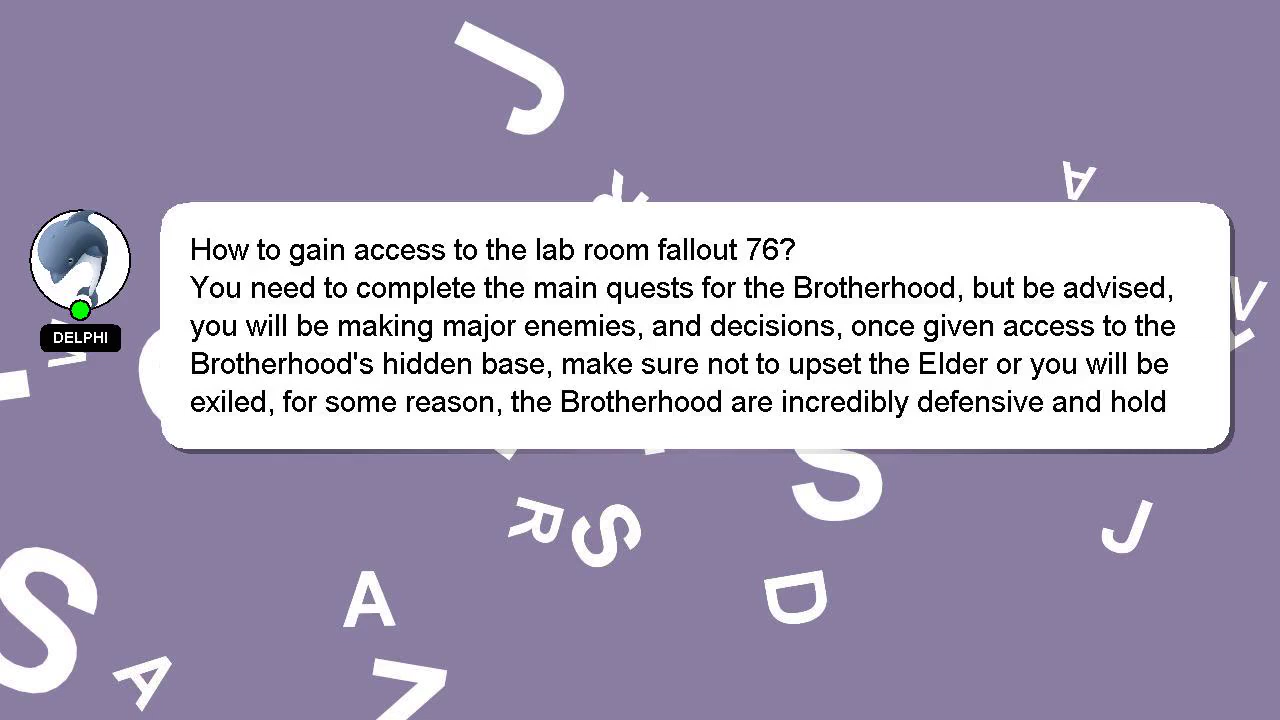 How to gain access to the lab room fallout 76?
You need to complete the main quests for the Brotherhood, but be advised,
you will be making major enemies, and decisions, once given access to the
Brotherhood's hidden base, make sure not to upset the Elder or you will be
exiled, for some reason, the Brotherhood are incredibly defensive and hold
DELPHI
J
R
A
V
S
R
S
J
D
S
A
A
Z